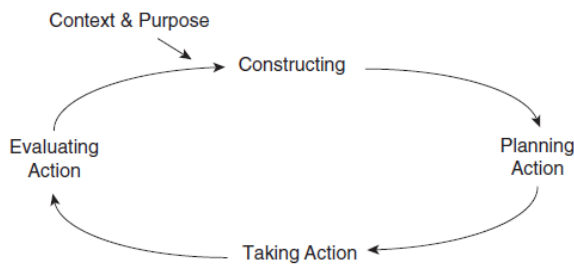 Context & Purpose
Constructing
Evaluating
Action
Planning
Action
Taking Action